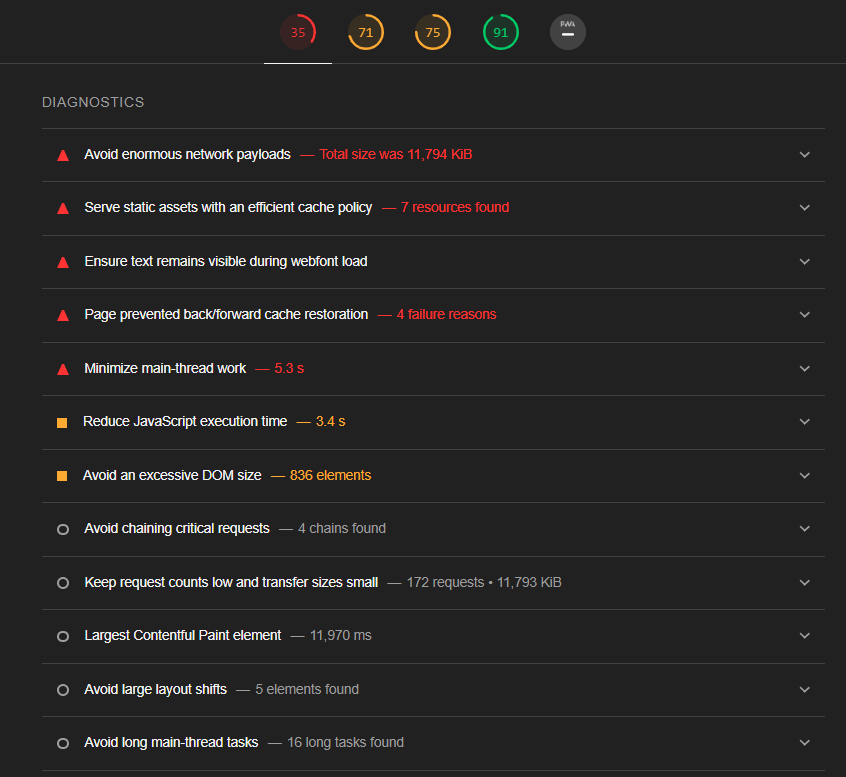 35 71 75 91 PWA
DIAGNOSTICS
Avoid enormous network payloads — Total size was 11,794 KiB
Serve static assets with an efficient cache policy — 7 resources found
Ensure text remains visible during webfont load
Page prevented back/forward cache restoration — 4 failure reasons
Minimize main-thread work — 5.3 s
Reduce JavaScript execution time — 3.4 s
Avoid an excessive DOM size — 836 elements
Avoid chaining critical requests — 4 chains found
Keep request counts low and transfer sizes small — 172 requests • 11,793 KiB
Largest Contentful Paint element — 11,970 ms
Avoid large layout shifts — 5 elements found
Avoid long main-thread tasks — 16 long tasks found